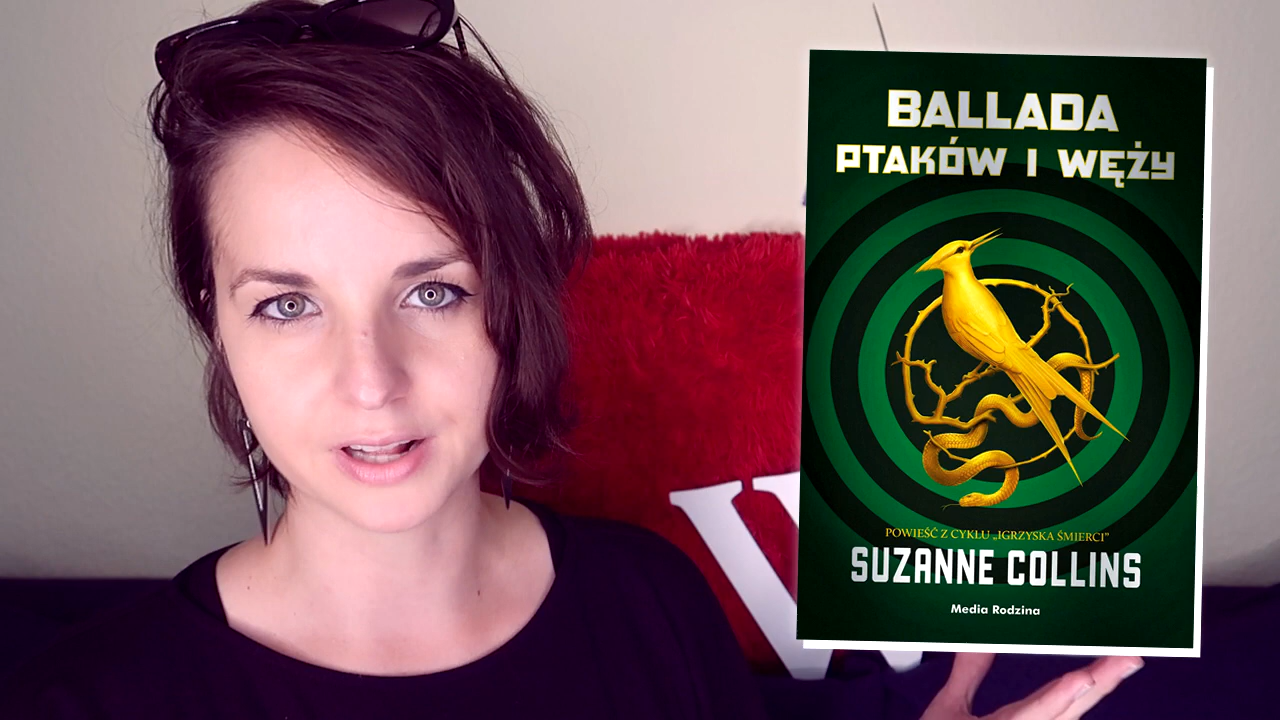 BALLADA
PTAKÓW I WĘŻY
POWIEŚĆ Z CYKLU „IGRZYSKA ŚMIERCI”
SUZANNE COLLINS
Media Rodzina
W